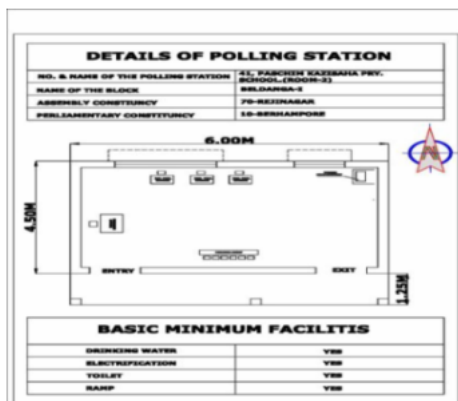 DETAILS OF POLLING STATION
NO. & NAME OF THE POLLING STATION
41, PASCHIM KAZISAHA PRY. SCHOOL.(ROOM-2)
NAME OF THE BLOCK
BELDANGA-I
ASSEMBLY CONSTIUNCY
70-REJINAGAR
PERLIAMENTARY CONSTITUNCY
10-BERHAMPORE
6.00M
N
4.50M
ENTRY
EXIT
1.25M
BASIC MINIMUM FACILITIS
DRINKING WATER YES
ELECTRIFICATION YES
TOILET YES
RAMP YES